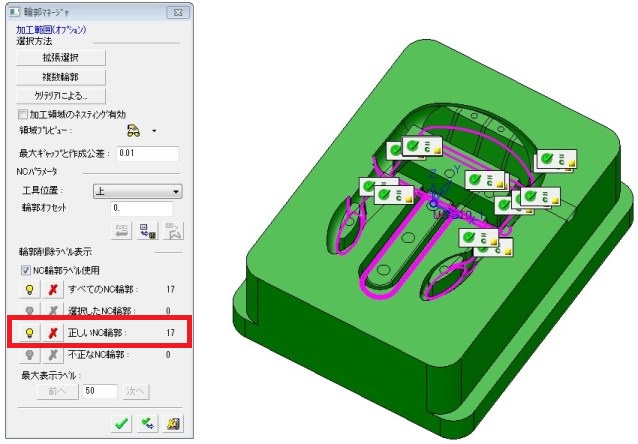 輪郭ﾏﾈｰｼﾞｬ
加工範囲(ｵﾌﾟｼｮﾝ)
選択方法
拡張選択
複数輪郭
ｸﾗﾃﾘｱによる...
加工領域のﾈｽﾃｨﾝｸﾞ有効
領域ﾌﾟﾚﾋﾞｭｰ :
最大ｷﾞｬｯﾌﾟと作成公差 : 0.01
NCﾊﾟﾗﾒｰﾀ
工具位置 : 上
輪郭ｵﾌｾｯﾄ 0.
輪郭削除ﾗﾍﾞﾙ表示
NC輪郭ﾗﾍﾞﾙ使用
すべてのNC輪郭 : 17
選択したNC輪郭 : 0
正しいNC輪郭 : 17
不正なNC輪郭 : 0
最大表示ﾗﾍﾞﾙ :
前へ 50 次へ
Z
Y